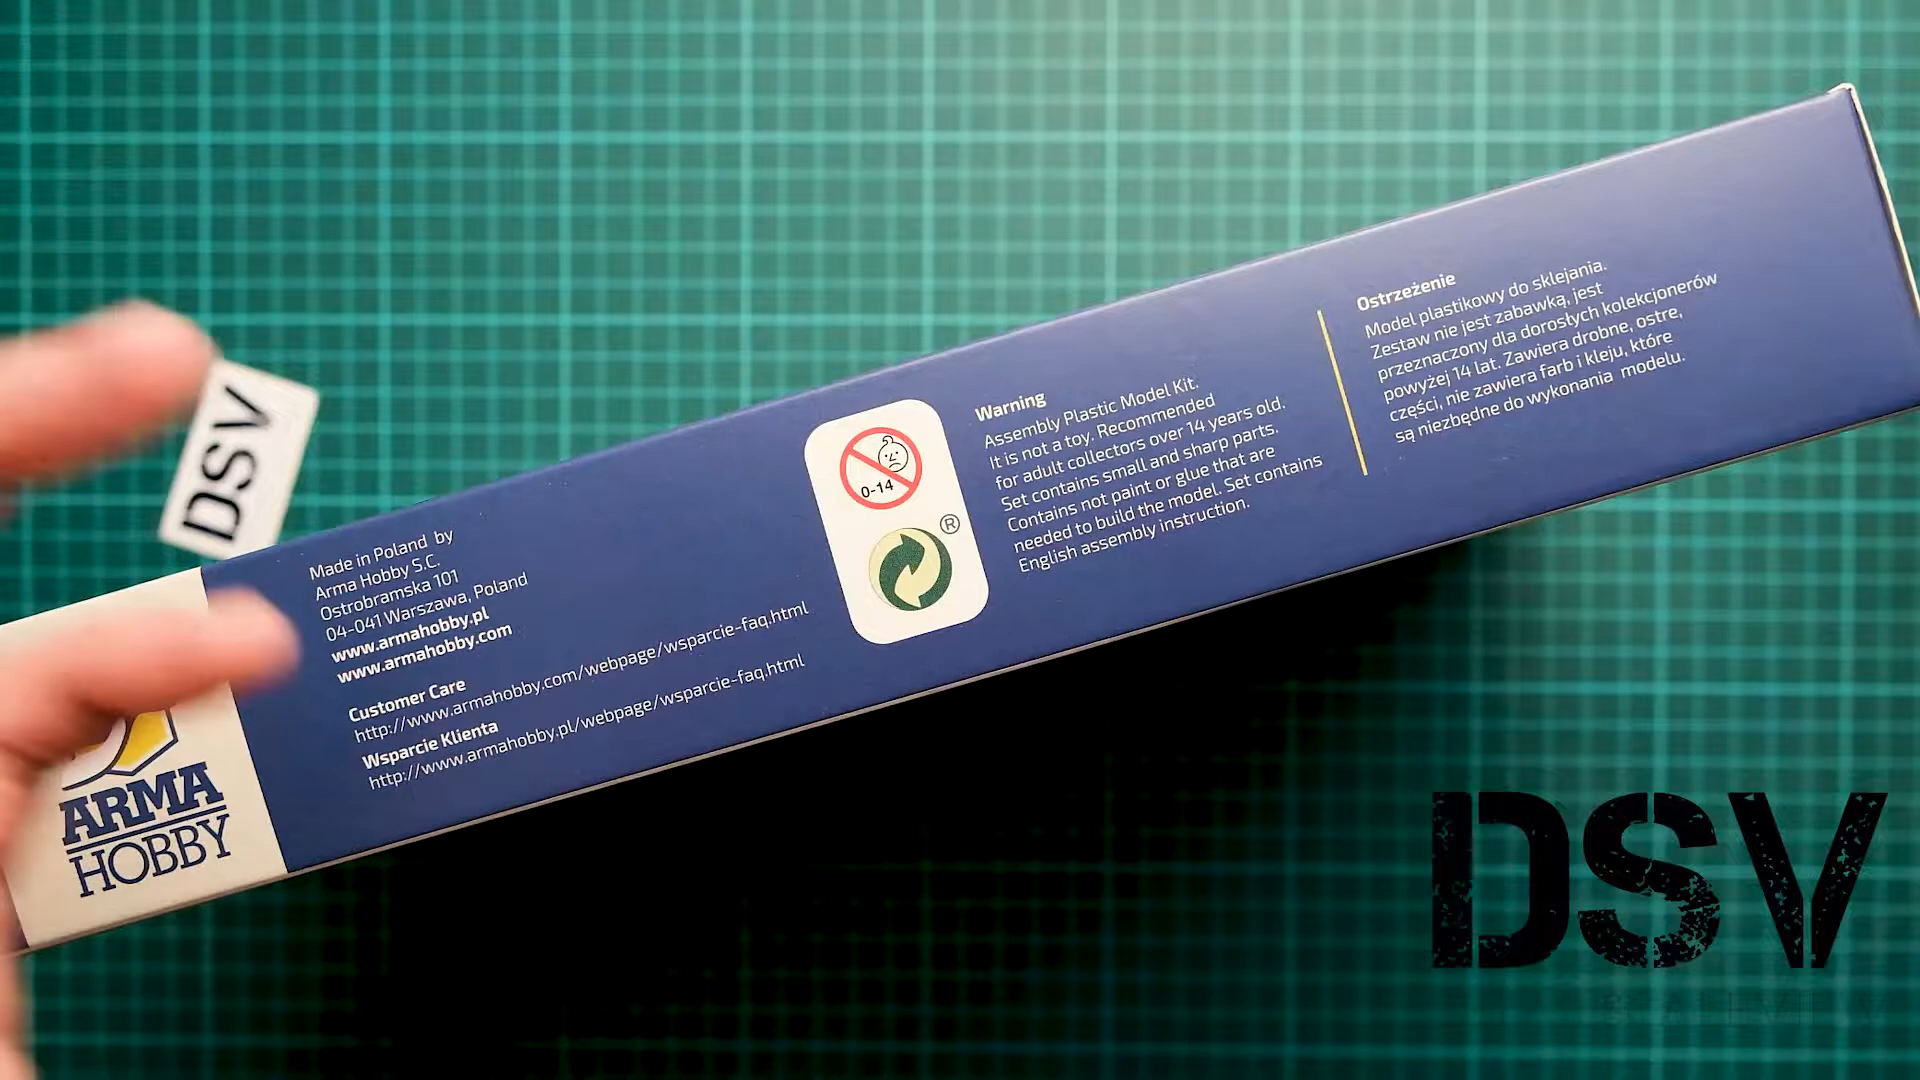 DSV
Made in Poland by
Arma Hobby S.C.
Ostrobramska 101
04-041 Warszawa, Poland
www.armahobby.pl
www.armahobby.com
Customer Care
http://www.armahobby.com/webpage/wsparcie-faq.html
Wsparcie Klienta
http://www.armahobby.pl/webpage/wsparcie-faq.html
ARMA
HOBBY
0-14
®
Warning
Assembly Plastic Model Kit.
It is not a toy. Recommended
for adult collectors over 14 years old.
Set contains small and sharp parts.
Contains not paint or glue that are
needed to build the model. Set contains
English assembly instruction.
Ostrzeżenie
Model plastikowy do sklejania.
Zestaw nie jest zabawką, jest
przeznaczony dla dorosłych kolekcjonerów
powyżej 14 lat. Zawiera drobne, ostre,
części, nie zawiera farb i kleju, które
są niezbędne do wykonania modelu.
DSV